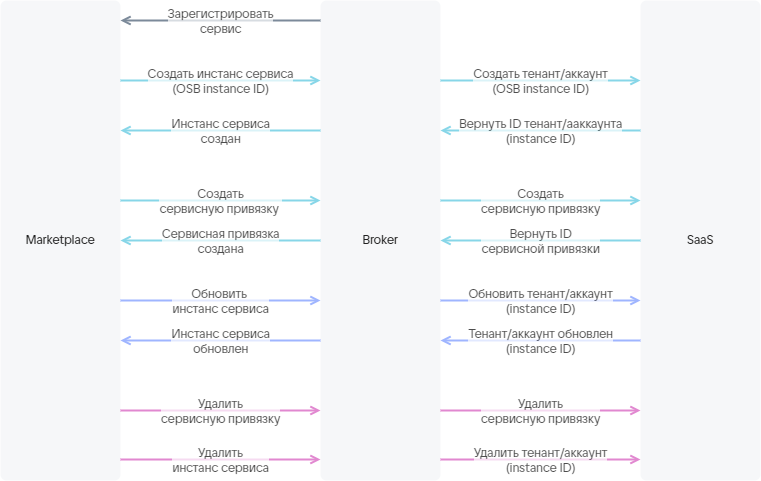 Зарегистрировать
сервис
Создать инстанс сервиса
(OSB instance ID)
Создать тенант/аккаунт
(OSB instance ID)
Инстанс сервиса
создан
Вернуть ID тенант/ааккаунта
(instance ID)
Создать
сервисную привязку
Создать
сервисную привязку
Marketplace
Сервисная привязка
создана
Broker
Вернуть ID
сервисной привязки
SaaS
Обновить
инстанс сервиса
Обновить тенант/аккаунт
(instance ID)
Инстанс сервиса
обновлен
Тенант/аккаунт обновлен
(instance ID)
Удалить
сервисную привязку
Удалить
сервисную привязку
Удалить
инстанс сервиса
Удалить тенант/аккаунт
(instance ID)